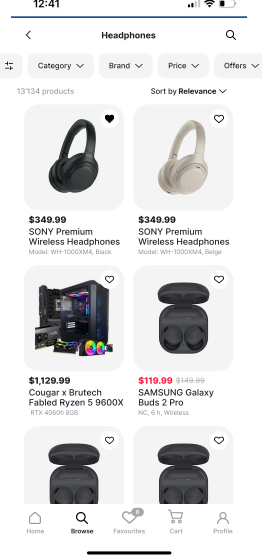 12:41
Headphones
Category Brand Price Offers
13'134 products Sort by Relevance
$349.99 $349.99
SONY Premium SONY Premium
Wireless Headphones Wireless Headphones
Model: WH-1000XM4, Black Model: WH-1000XM4, Beige
$1,129.99 $119.99 $149.99
Cougar x Brutech SAMSUNG Galaxy
Fabled Ryzen 5 9600X Buds 2 Pro
RTX 4060ti 8GB NC, 6 h, Wireless
6
Home Browse Favourites Cart Profile